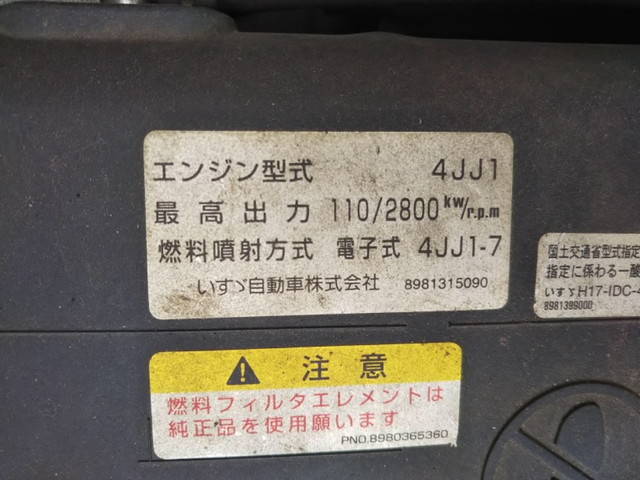 エンジン型式 4JJ1
最高出力 110/2800kW/r.p.m
燃料噴射方式 電子式 4JJ1-7
いすゞ自動車株式会社 8981315090
国土交通省型式指定
指定に係わる一酸
いすゞH17-IDC-4
8981399000
注意
燃料フィルタエレメントは
純正品を使用願います
PNO.8980365360